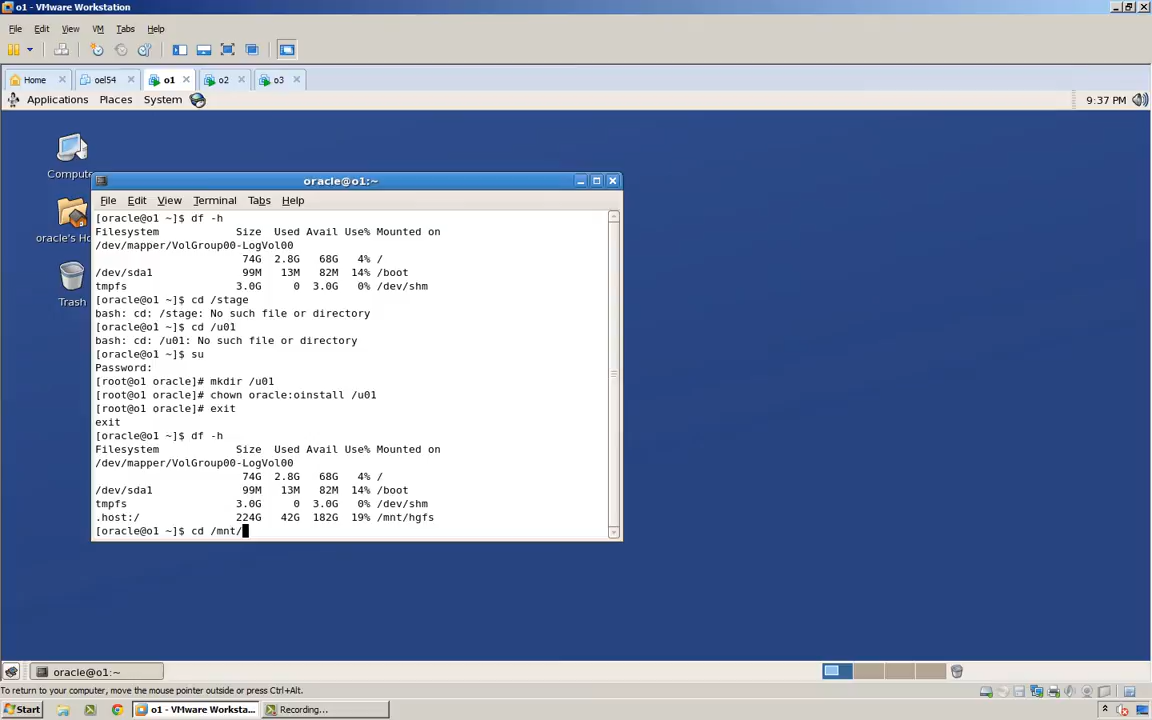 o1 - VMware Workstation
File Edit View VM Tabs Help
Home oel54 o1 o2 o3
Applications Places System 9:37 PM
Computer
oracle's Ho
Trash
oracle@o1:~
File Edit View Terminal Tabs Help
[oracle@o1 ~]$ df -h
Filesystem Size Used Avail Use% Mounted on
/dev/mapper/VolGroup00-LogVol00
74G 2.8G 68G 4% /
/dev/sda1 99M 13M 82M 14% /boot
tmpfs 3.0G 0 3.0G 0% /dev/shm
[oracle@o1 ~]$ cd /stage
bash: cd: /stage: No such file or directory
[oracle@o1 ~]$ cd /u01
bash: cd: /u01: No such file or directory
[oracle@o1 ~]$ su
Password:
[root@o1 oracle]# mkdir /u01
[root@o1 oracle]# chown oracle:oinstall /u01
[root@o1 oracle]# exit
exit
[oracle@o1 ~]$ df -h
Filesystem Size Used Avail Use% Mounted on
/dev/mapper/VolGroup00-LogVol00
74G 2.8G 68G 4% /
/dev/sda1 99M 13M 82M 14% /boot
tmpfs 3.0G 0 3.0G 0% /dev/shm
.host:/ 224G 42G 182G 19% /mnt/hgfs
[oracle@o1 ~]$ cd /mnt/
oracle@o1:~
To return to your computer, move the mouse pointer outside or press Ctrl+Alt.
Start o1 - VMware Worksta... Recording...